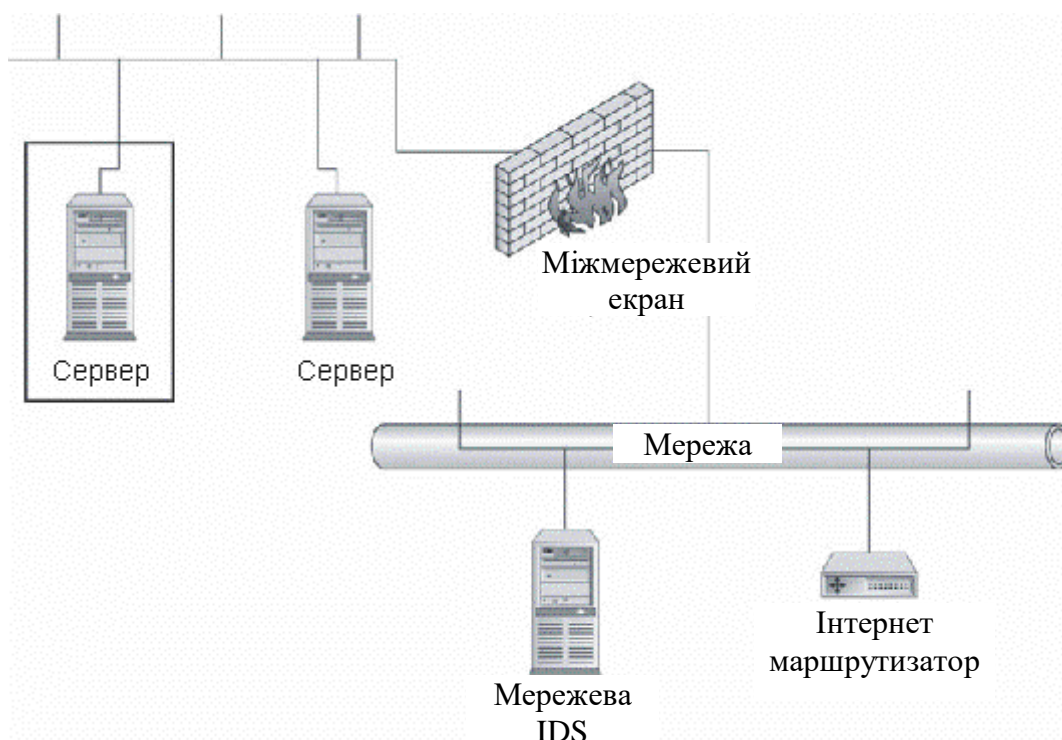 Міжмережевий
екран
Сервер
Сервер
Мережа
Інтернет
маршрутизатор
Мережева
IDS